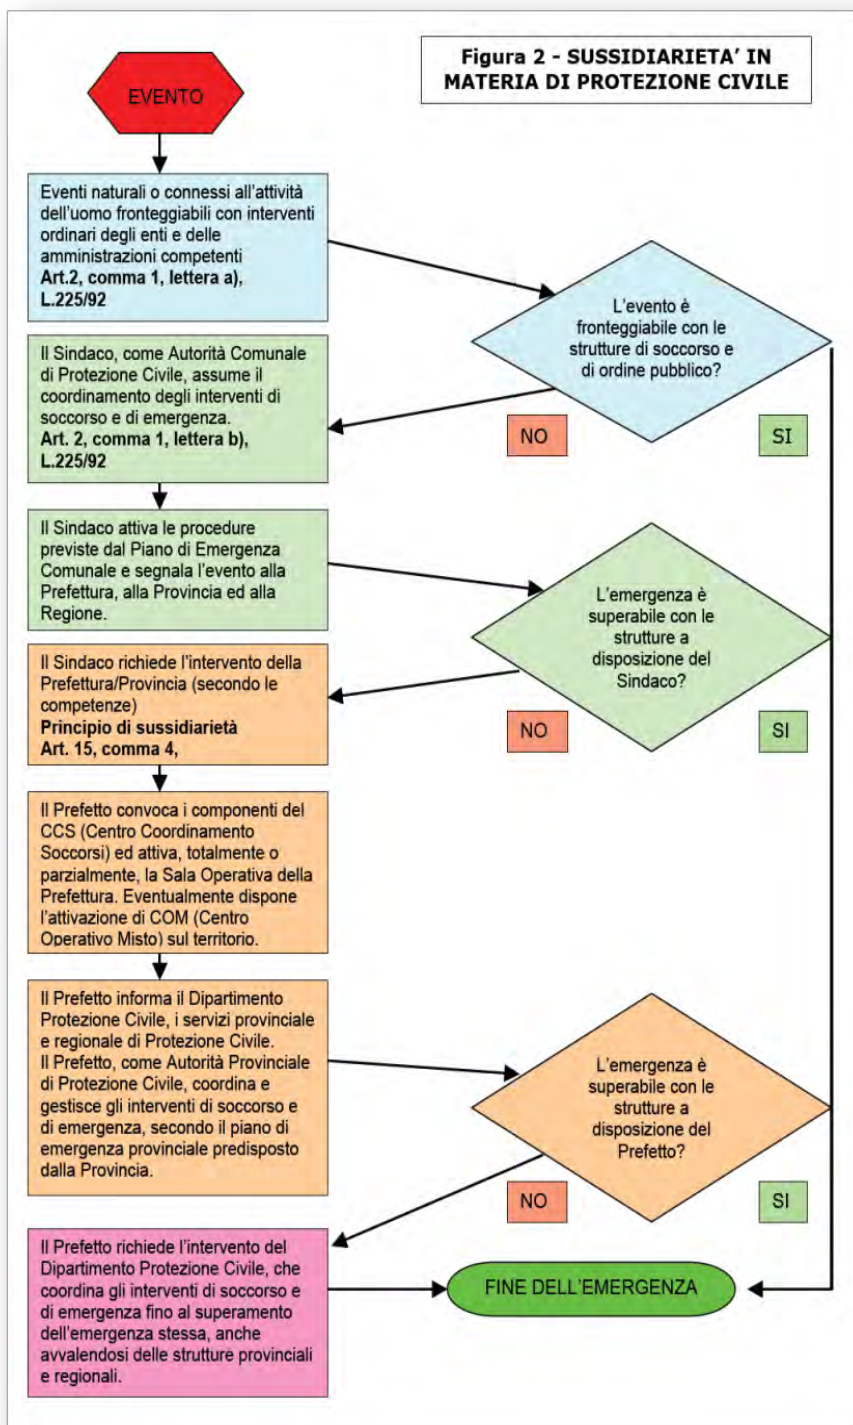 Figura 2 - SUSSIDIARIETA' IN
MATERIA DI PROTEZIONE CIVILE
EVENTO
Eventi naturali o connessi all'attività
dell'uomo fronteggiabili con interventi
ordinari degli enti e delle
amministrazioni competenti
Art.2, comma 1, lettera a),
L.225/92
L'evento è
fronteggiabile con le
strutture di soccorso e
di ordine pubblico?
NO
SI
Il Sindaco, come Autorità Comunale
di Protezione Civile, assume il
coordinamento degli interventi di
soccorso e di emergenza.
Art. 2, comma 1, lettera b),
L.225/92
Il Sindaco attiva le procedure
previste dal Piano di Emergenza
Comunale e segnala l'evento alla
Prefettura, alla Provincia ed alla
Regione.
L'emergenza è
superabile con le
strutture a
disposizione del
Sindaco?
NO
SI
Il Sindaco richiede l'intervento della
Prefettura/Provincia (secondo le
competenze)
Principio di sussidiarietà
Art. 15, comma 4,
Il Prefetto convoca i componenti del
CCS (Centro Coordinamento
Soccorsi) ed attiva, totalmente o
parzialmente, la Sala Operativa della
Prefettura. Eventualmente dispone
l'attivazione di COM (Centro
Operativo Misto) sul territorio.
Il Prefetto informa il Dipartimento
Protezione Civile, i servizi provinciale
e regionale di Protezione Civile.
Il Prefetto, come Autorità Provinciale
di Protezione Civile, coordina e
gestisce gli interventi di soccorso e
di emergenza, secondo il piano di
emergenza provinciale predisposto
dalla Provincia.
L'emergenza è
superabile con le
strutture a
disposizione del
Prefetto?
NO
SI
Il Prefetto richiede l'intervento del
Dipartimento Protezione Civile, che
coordina gli interventi di soccorso e
di emergenza fino al superamento
dell'emergenza stessa, anche
avvalendosi delle strutture provinciali
e regionali.
FINE DELL'EMERGENZA